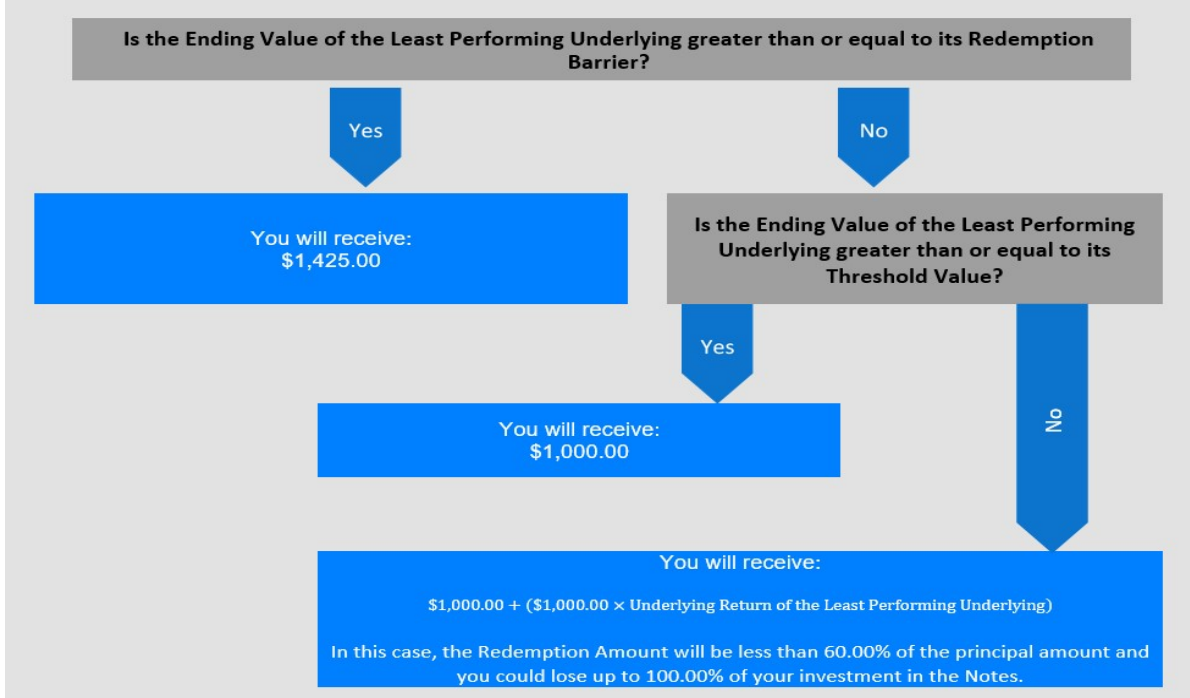 Is the Ending Value of the Least Performing Underlying greater than or equal to its Redemption
Barrier?
Yes
No
You will receive:
$1,425.00
Is the Ending Value of the Least Performing
Underlying greater than or equal to its
Threshold Value?
Yes
No
You will receive:
$1,000.00
You will receive:
$1,000.00 + ($1,000.00 × Underlying Return of the Least Performing Underlying)
In this case, the Redemption Amount will be less than 60.00% of the principal amount and
you could lose up to 100.00% of your investment in the Notes.